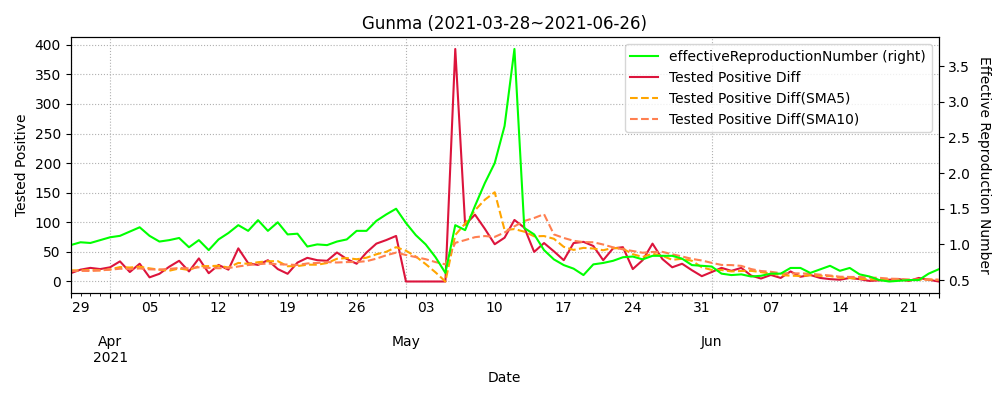 Gunma (2021-03-28~2021-06-26)
effectiveReproductionNumber (right)
Tested Positive Diff
Tested Positive Diff(SMA5)
Tested Positive Diff(SMA10)
Tested Positive
400
350
300
250
200
150
100
50
0
3.5
3.0
2.5
2.0
1.5
1.0
0.5
Effective Reproduction Number
29 05 12 19 26 03 10 17 24 31 07 14 21
Apr May Jun
2021
Date